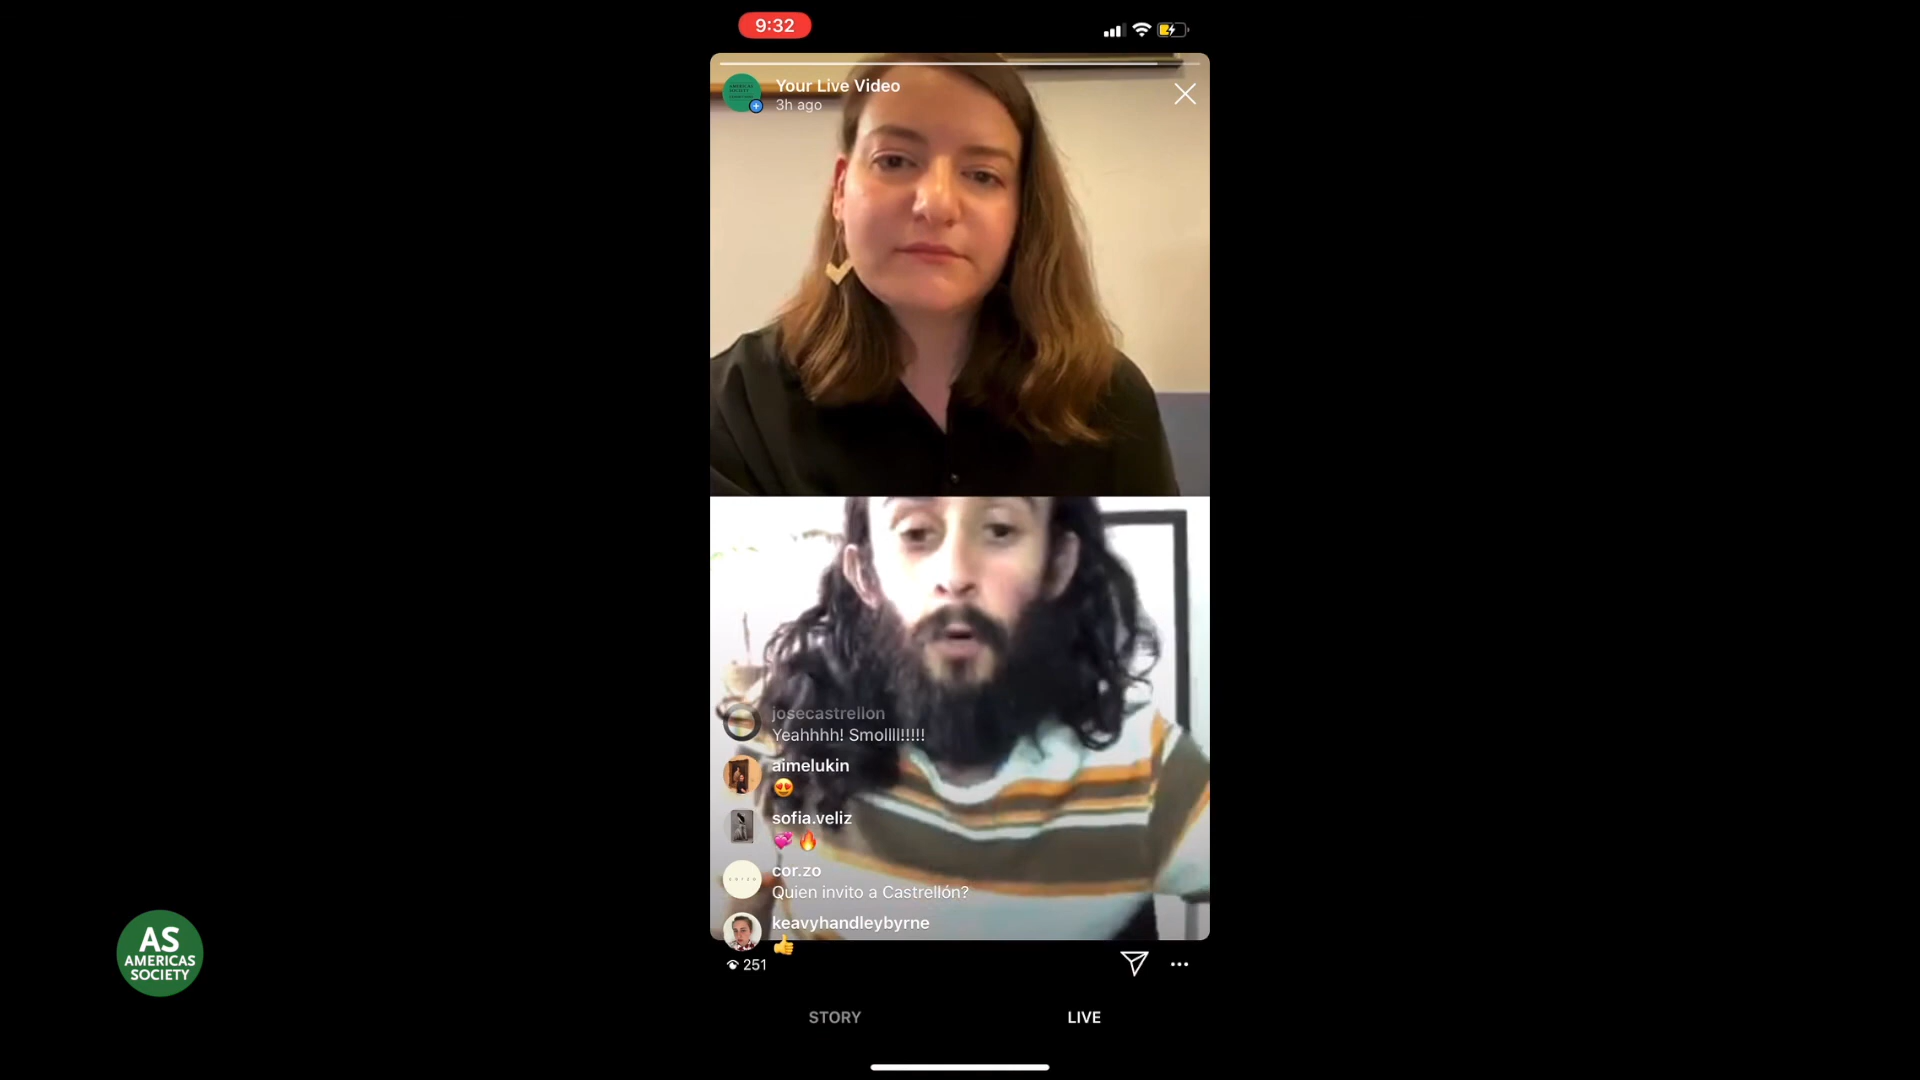 9:32
Your Live Video
3h ago
josecastrellon
Yeahhhh! Smollll!!!!!
aimelukin
😍
sofia.veliz
💞 🔥
cor.zo
Quien invito a Castrellón?
keavyhandleybyrne
👍
251
STORY
LIVE
AS
AMERICAS
SOCIETY